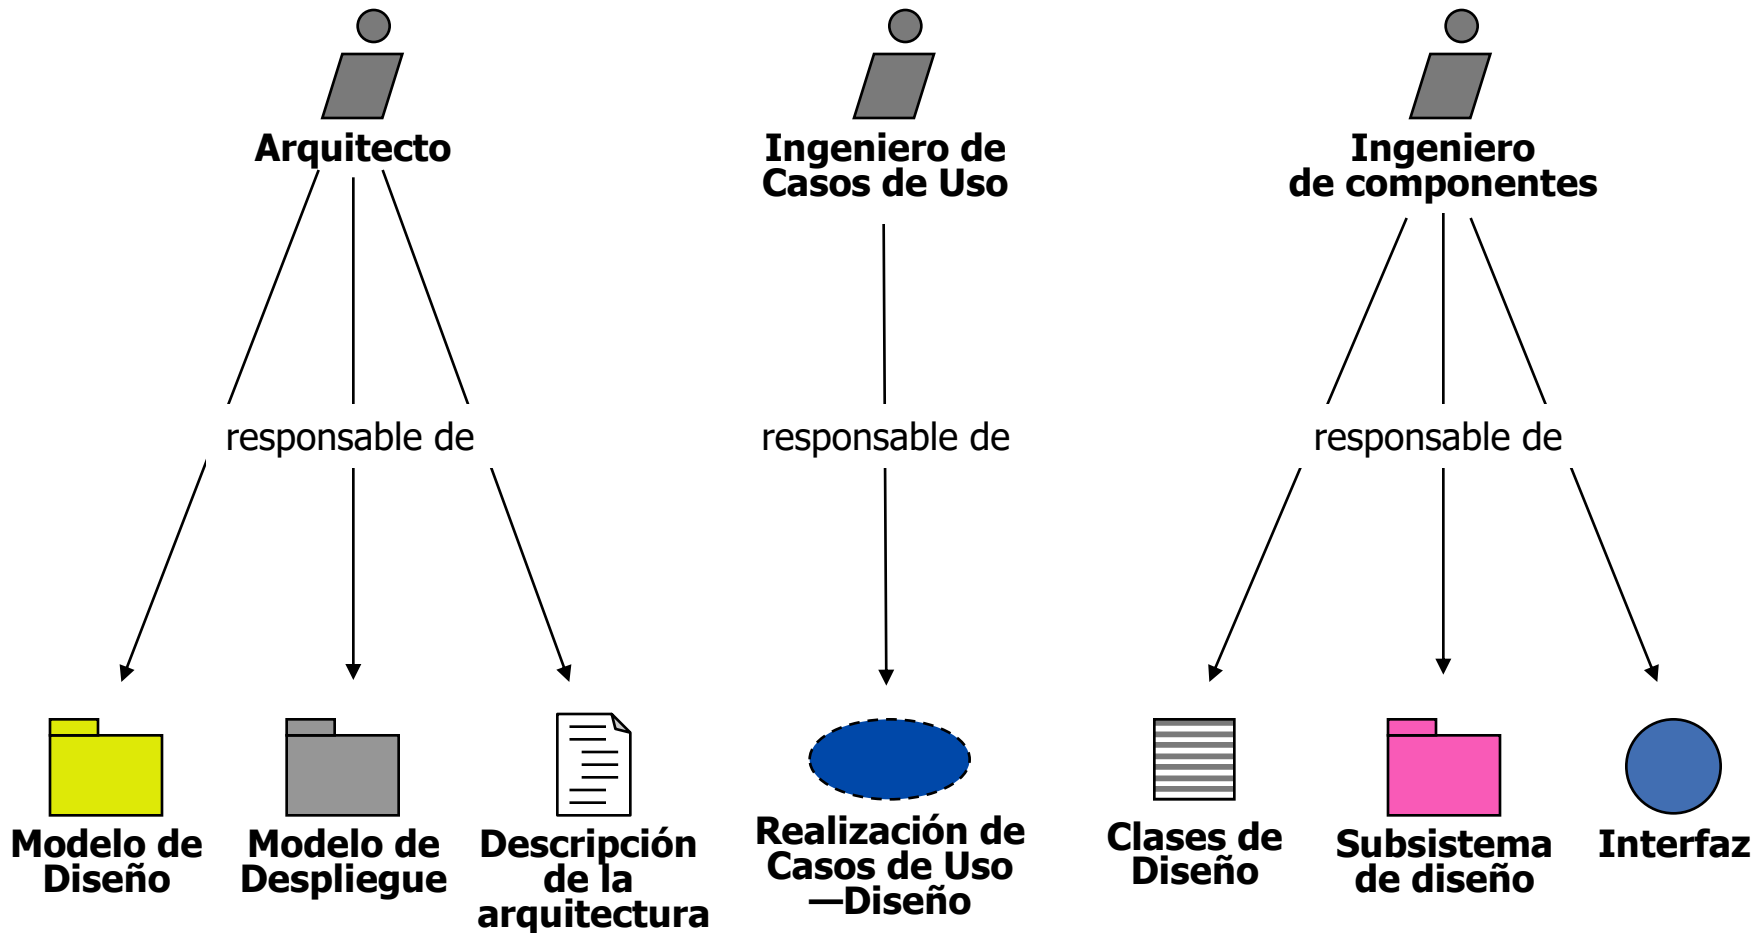 Arquitecto
Ingeniero de
Casos de Uso
Ingeniero
de componentes
responsable de
responsable de
responsable de
Modelo de
Diseño
Modelo de
Despliegue
Descripción
de la
arquitectura
Realización de
Casos de Uso
—Diseño
Clases de
Diseño
Subsistema
de diseño
Interfaz